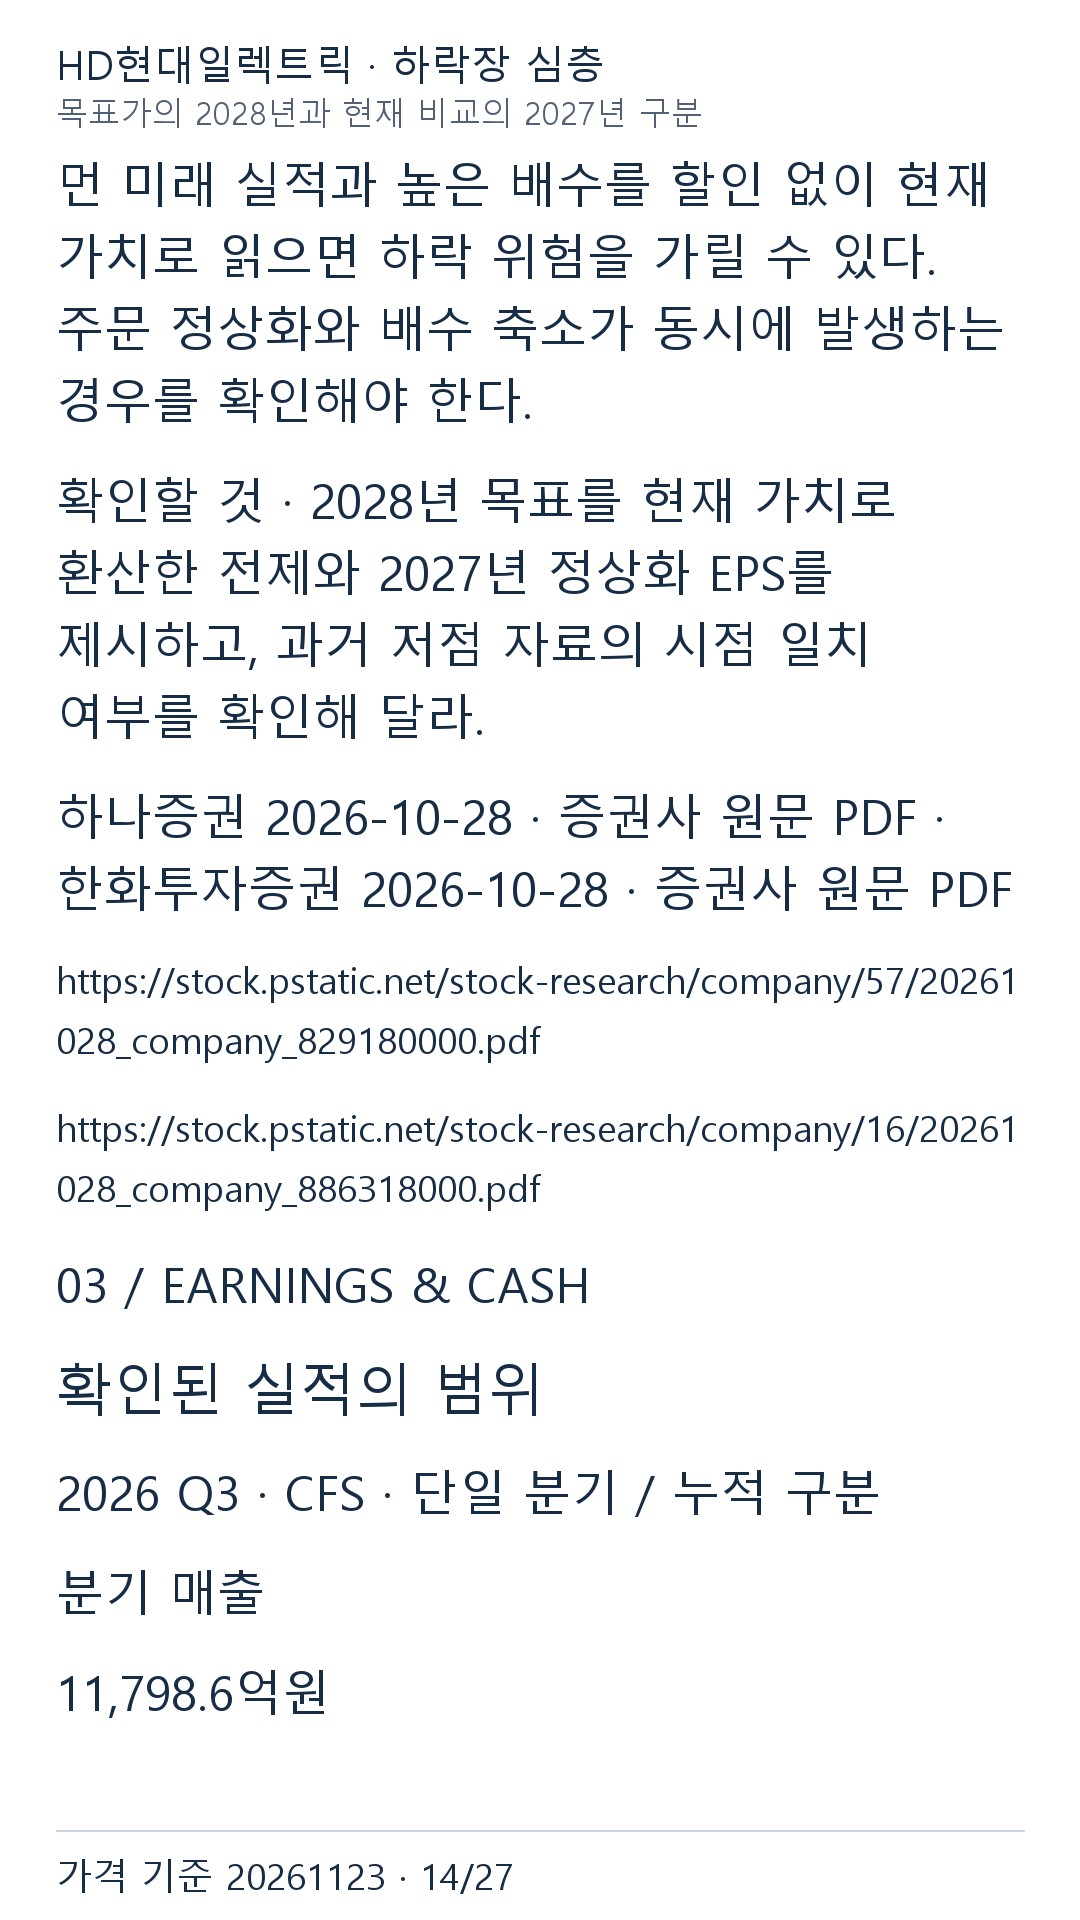 HD현대일렉트릭 · 하락장 심층
목표가의 2028년과 현재 비교의 2027년 구분
먼 미래 실적과 높은 배수를 할인 없이 현재
가치로 읽으면 하락 위험을 가릴 수 있다.
주문 정상화와 배수 축소가 동시에 발생하는
경우를 확인해야 한다.
확인할 것 · 2028년 목표를 현재 가치로
환산한 전제와 2027년 정상화 EPS를
제시하고, 과거 저점 자료의 시점 일치
여부를 확인해 달라.
하나증권 2026-10-28 · 증권사 원문 PDF ·
한화투자증권 2026-10-28 · 증권사 원문 PDF
https://stock.pstatic.net/stock-research/company/57/20261
028_company_829180000.pdf
https://stock.pstatic.net/stock-research/company/16/20261
028_company_886318000.pdf
03 / EARNINGS & CASH
확인된 실적의 범위
2026 Q3 · CFS · 단일 분기 / 누적 구분
분기 매출
11,798.6억원
가격 기준 20261123 · 14/27